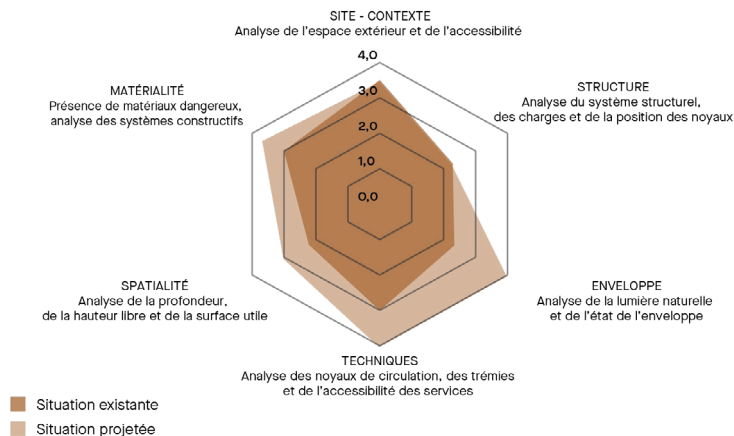 SITE - CONTEXTE
Analyse de l'espace extérieur et de l'accessibilité
4,0
3,0
2,0
1,0
0,0
MATÉRIALITÉ
Présence de matériaux dangereux,
analyse des systèmes constructifs
STRUCTURE
Analyse du système structurel,
des charges et de la position des noyaux
SPATIALITÉ
Analyse de la profondeur,
de la hauteur libre et de la surface utile
ENVELOPPE
Analyse de la lumière naturelle
et de l'état de l'enveloppe
TECHNIQUES
Analyse des noyaux de circulation, des trémies
et de l'accessibilité des services
Situation existante
Situation projetée